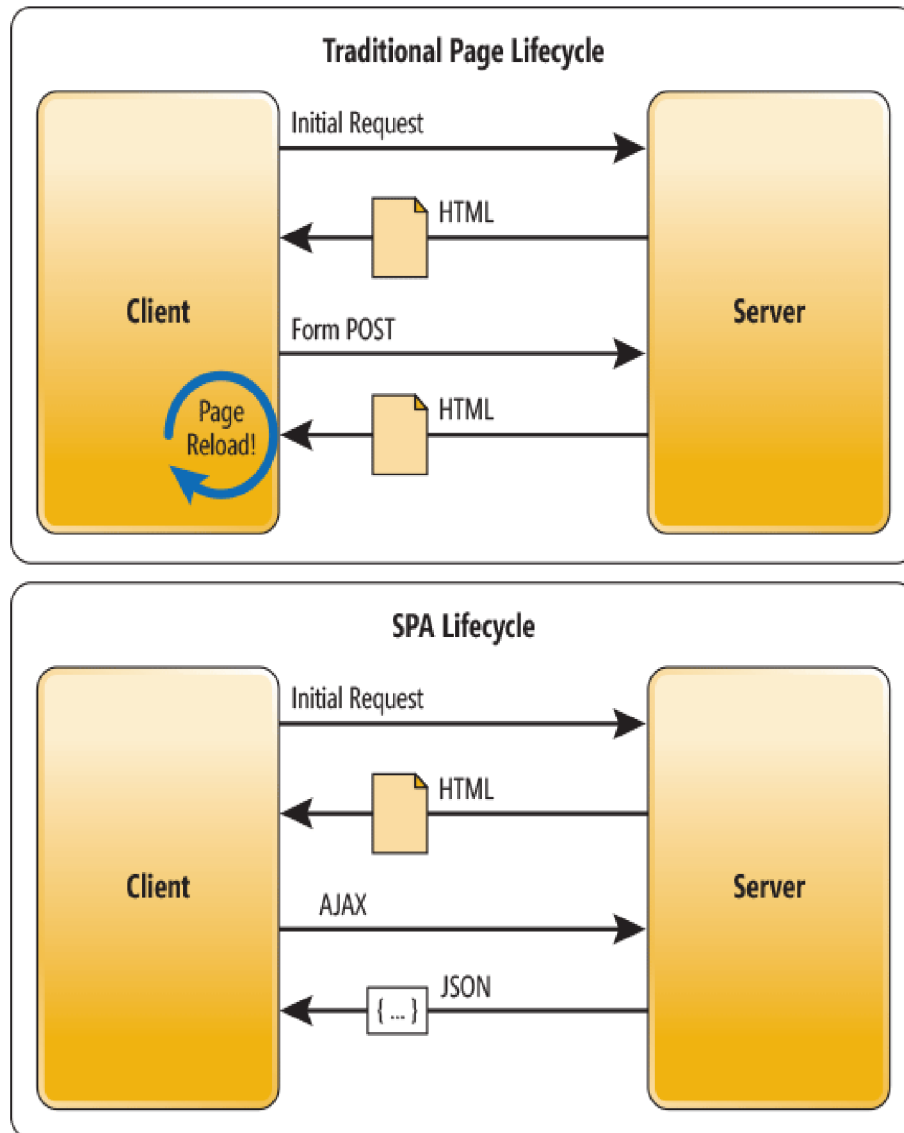 Traditional Page Lifecycle
Initial Request
HTML
Client
Server
Form POST
HTML
Page
Reload!
SPA Lifecycle
Initial Request
HTML
Client
Server
AJAX
JSON
{ ... }